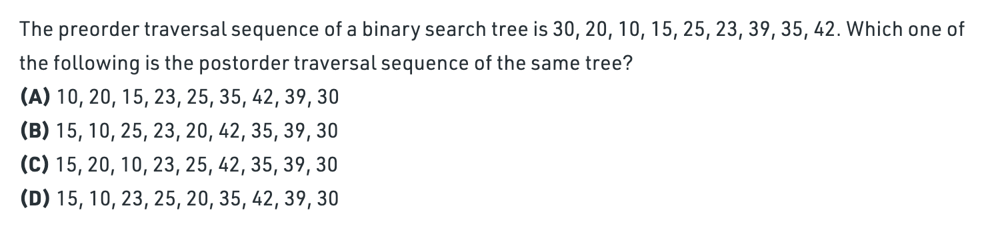 The preorder traversal sequence of a binary search tree is 30, 20, 10, 15, 25, 23, 39, 35, 42. Which one of
the following is the postorder traversal sequence of the same tree?
(A) 10, 20, 15, 23, 25, 35, 42, 39, 30
(B) 15, 10, 25, 23, 20, 42, 35, 39, 30
(C) 15, 20, 10, 23, 25, 42, 35, 39, 30
(D) 15, 10, 23, 25, 20, 35, 42, 39, 30